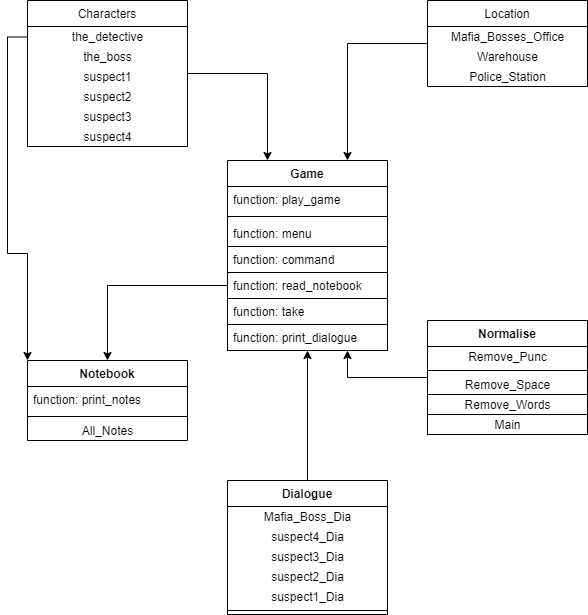 Characters
the_detective
the_boss
suspect1
suspect2
suspect3
suspect4
Location
Mafia_Bosses_Office
Warehouse
Police_Station
Game
function: play_game
function: menu
function: command
function: read_notebook
function: take
function: print_dialogue
Notebook
function: print_notes
All_Notes
Normalise
Remove_Punc
Remove_Space
Remove_Words
Main
Dialogue
Mafia_Boss_Dia
suspect4_Dia
suspect3_Dia
suspect2_Dia
suspect1_Dia